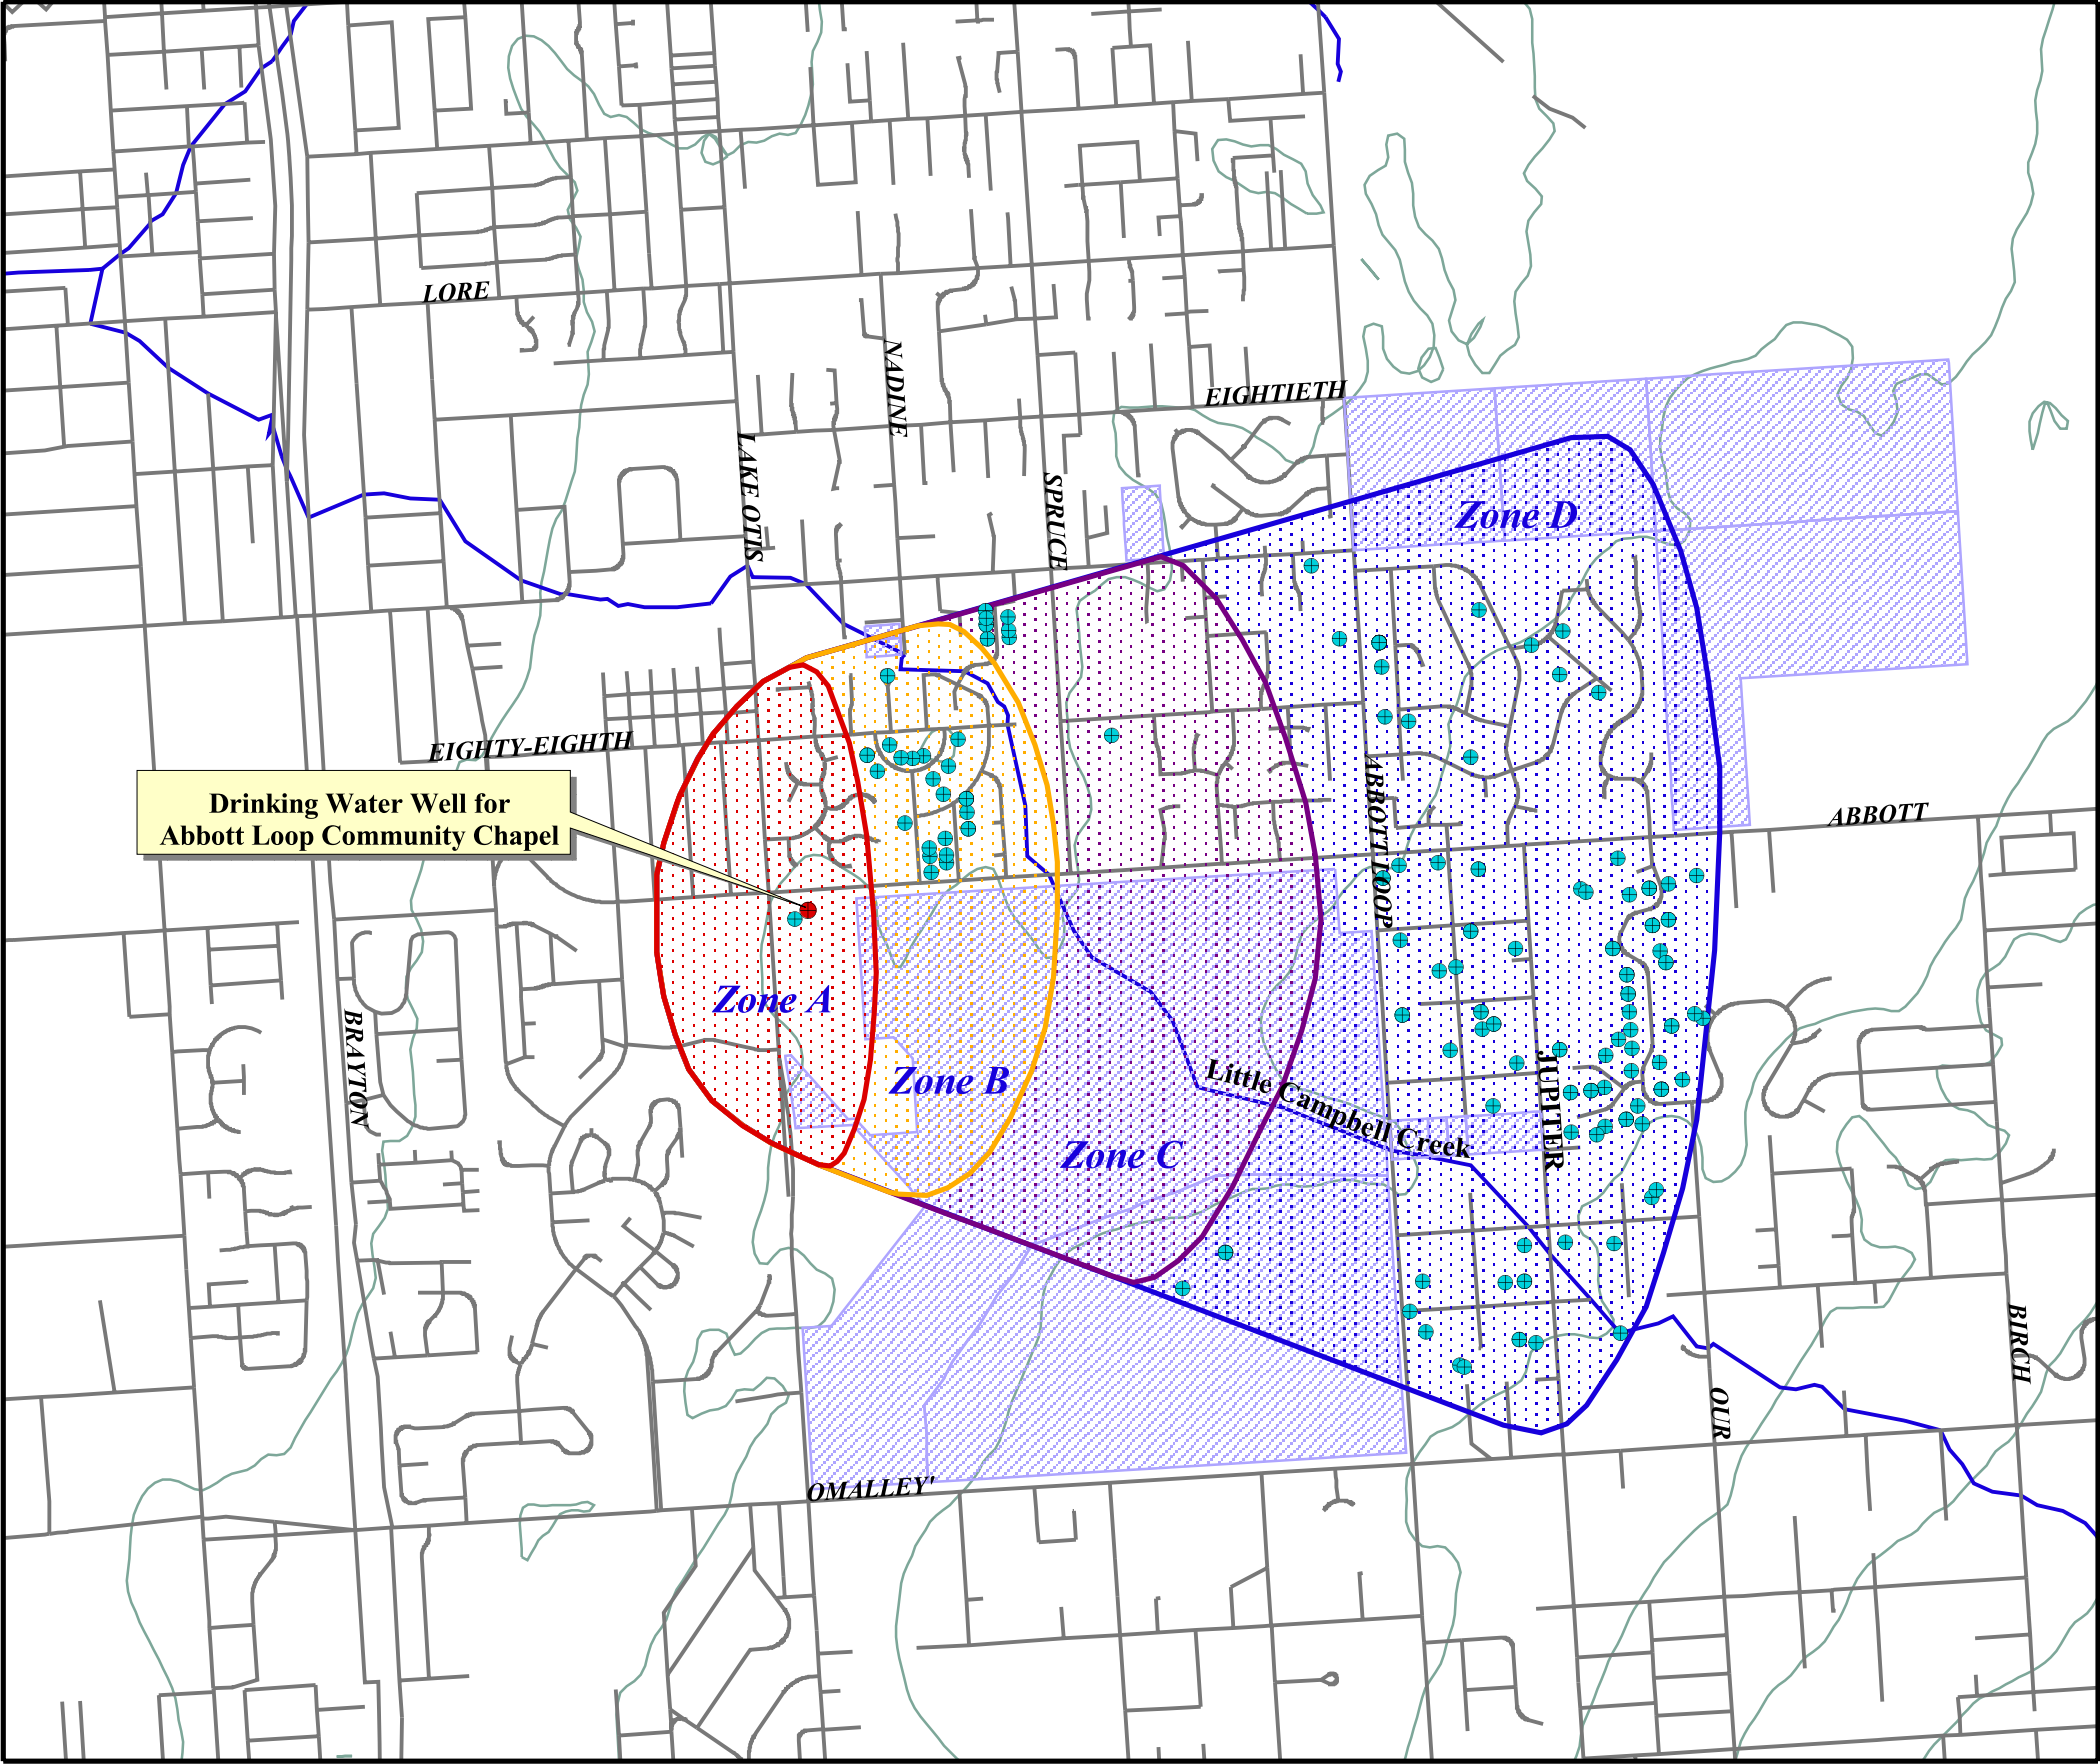 LORE
NADINE
EIGHTIETH
LAKE OTIS
SPRUCE
Zone D
EIGHTY-EIGHTH
Drinking Water Well for
Abbott Loop Community Chapel
ABBOTT LOOP
ABBOTT
Zone A
BRAYTON
Zone B
Little Campbell Creek
JUPITER
Zone C
BIRCH
OUR
OMALLEY'